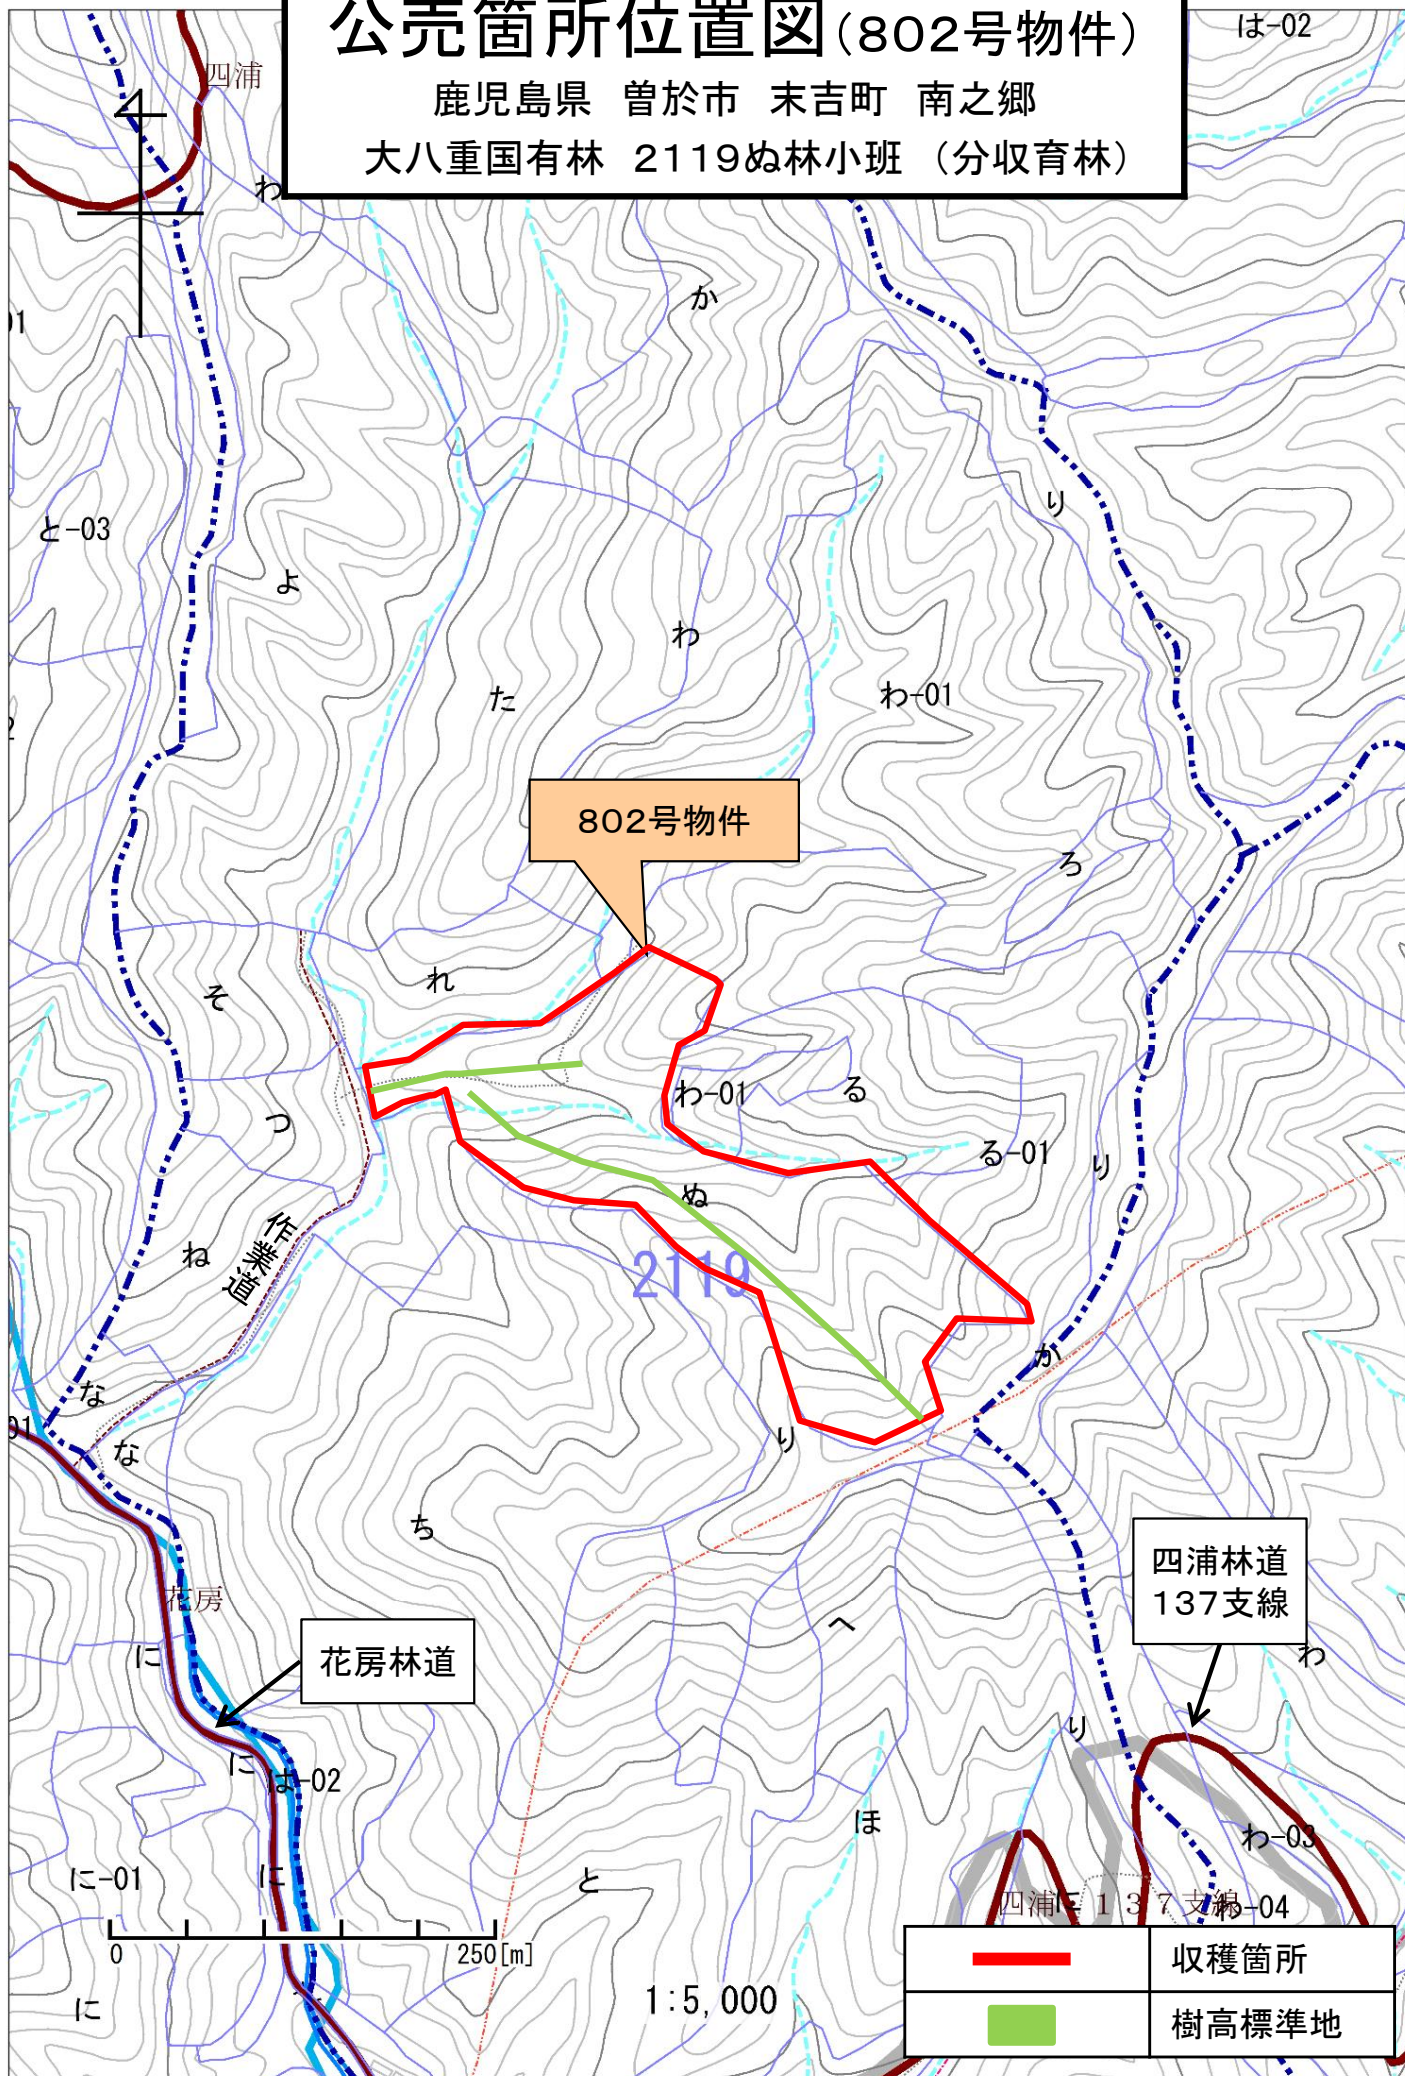 公売箇所位置図(802号物件)
鹿児島県 曽於市 末吉町 南之郷
大八重国有林 2119ぬ林小班 (分収育林)
は-02
四浦
わ
か
01
と-03
り
よ
わ
た
わ-01
802号物件
ろ
れ
そ
わ-01
る
つ
る-01
り
ぬ
作業道
ね
2119
か
な
01
な
り
ち
四浦林道
137支線
花房
へ
花房林道
に
わ
り
に
は-02
ほ
わ-03
に-01
に
と
四浦
137支線
わ-04
0
250[m]
収穫箇所
1:5,000
に
樹高標準地